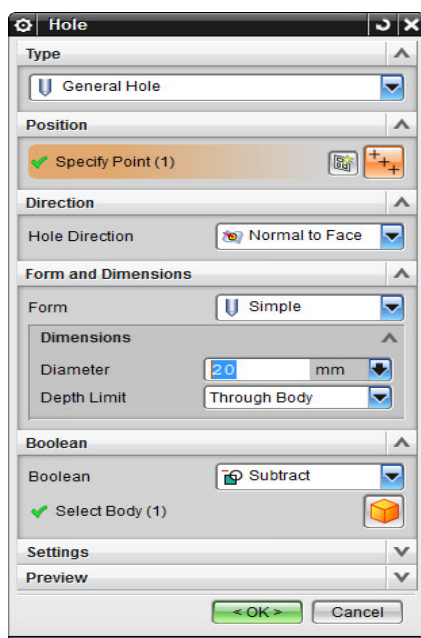 Hole
Type
General Hole
Position
Specify Point (1)
Direction
Hole Direction Normal to Face
Form and Dimensions
Form Simple
Dimensions
Diameter 20 mm
Depth Limit Through Body
Boolean
Boolean Subtract
Select Body (1)
Settings
Preview
< OK > Cancel